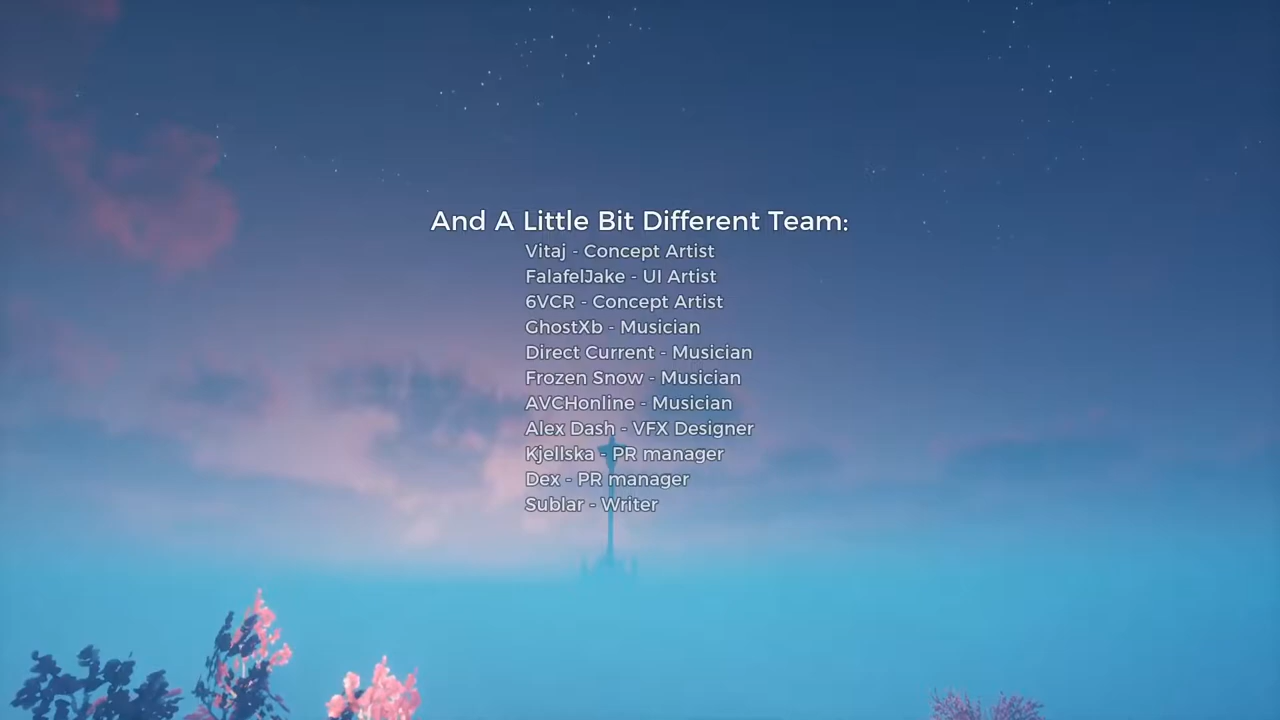 And A Little Bit Different Team:
Vitaj - Concept Artist
FalafelJake - UI Artist
6VCR - Concept Artist
GhostXb - Musician
Direct Current - Musician
Frozen Snow - Musician
AVCHonline - Musician
Alex Dash - VFX Designer
Kjellska - PR manager
Dex - PR manager
Sublar - Writer